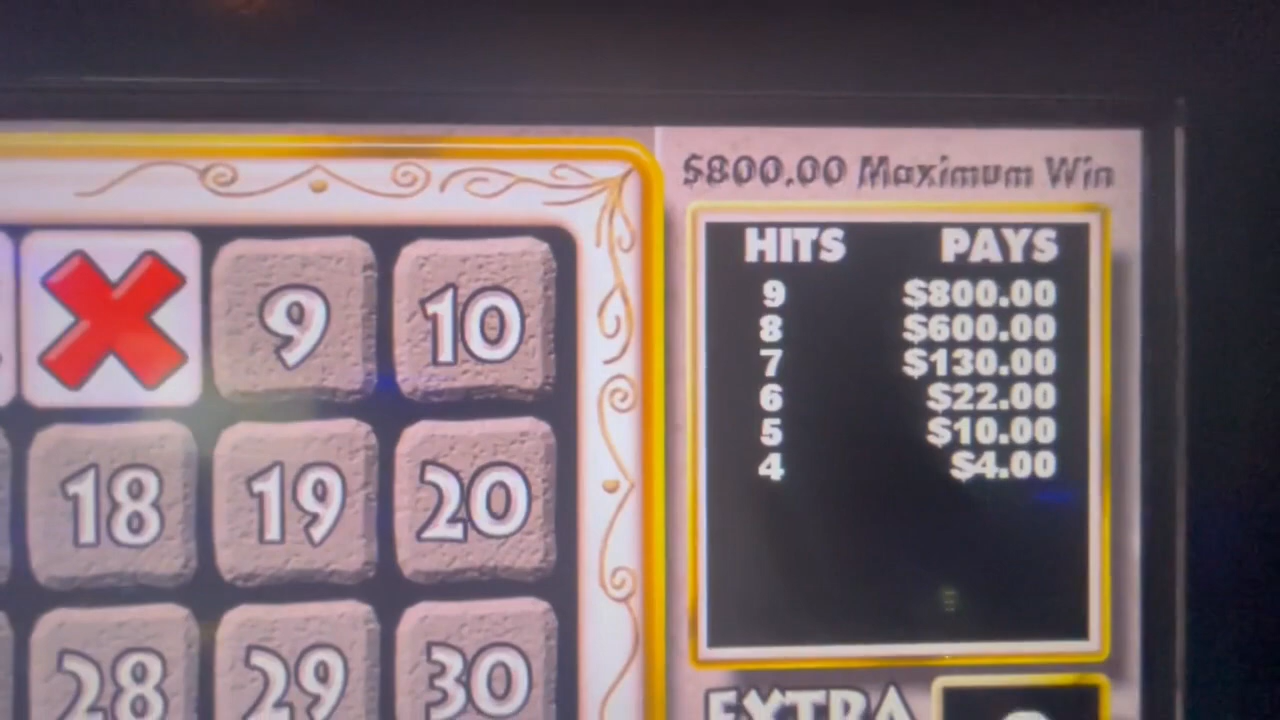 $800.00 Maximum Win
HITS PAYS
9 $800.00
8 $600.00
7 $130.00
6 $22.00
5 $10.00
4 $4.00
9 10
18 19 20
28 29 30
EXTRA